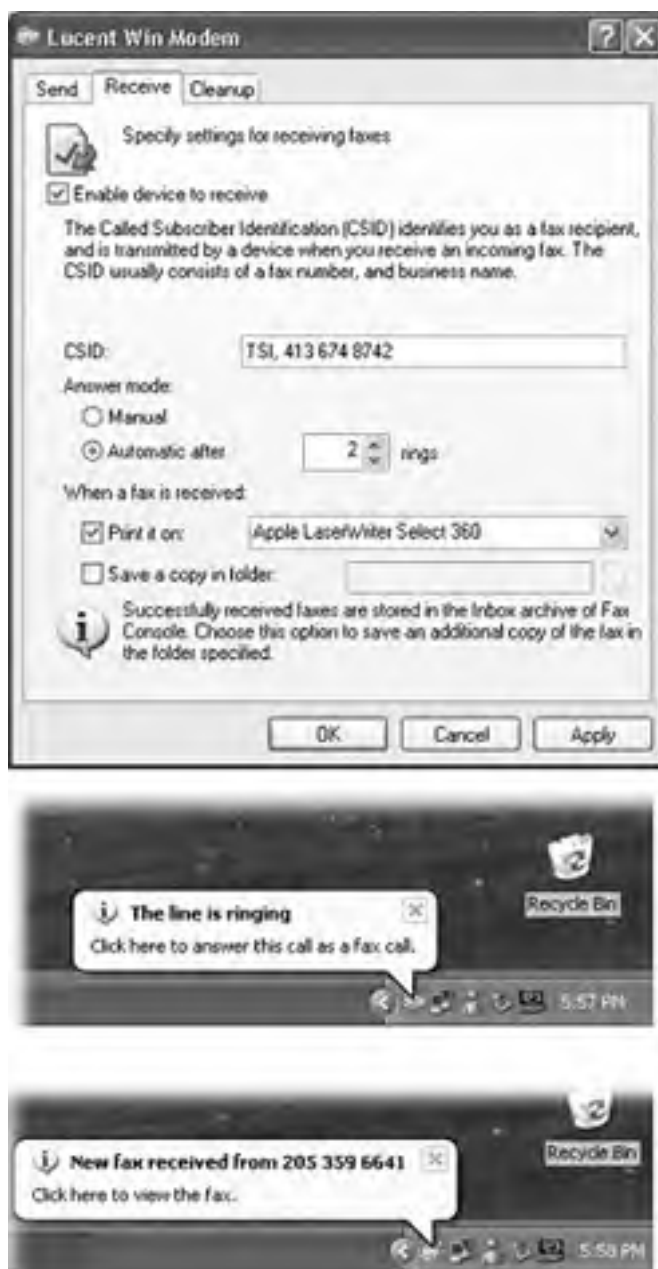 Lucent Win Modem
Send Receive Cleanup
Specify settings for receiving faxes
Enable device to receive
The Called Subscriber Identification (CSID) identifies you as a fax recipient,
and is transmitted by a device when you receive an incoming fax. The
CSID usually consists of a fax number, and business name.
CSID: TSI, 413 674 8742
Answer mode:
Manual
Automatic after 2 rings
When a fax is received:
Print it on: Apple LaserWriter Select 360
Save a copy in folder:
Successfully received faxes are stored in the Inbox archive of Fax
Console. Choose this option to save an additional copy of the fax in
the folder specified.
OK Cancel Apply
Recycle Bin
The line is ringing
Click here to answer this call as a fax call.
5:57 PM
Recycle Bin
New fax received from 205 359 6641
Click here to view the fax.
5:58 PM